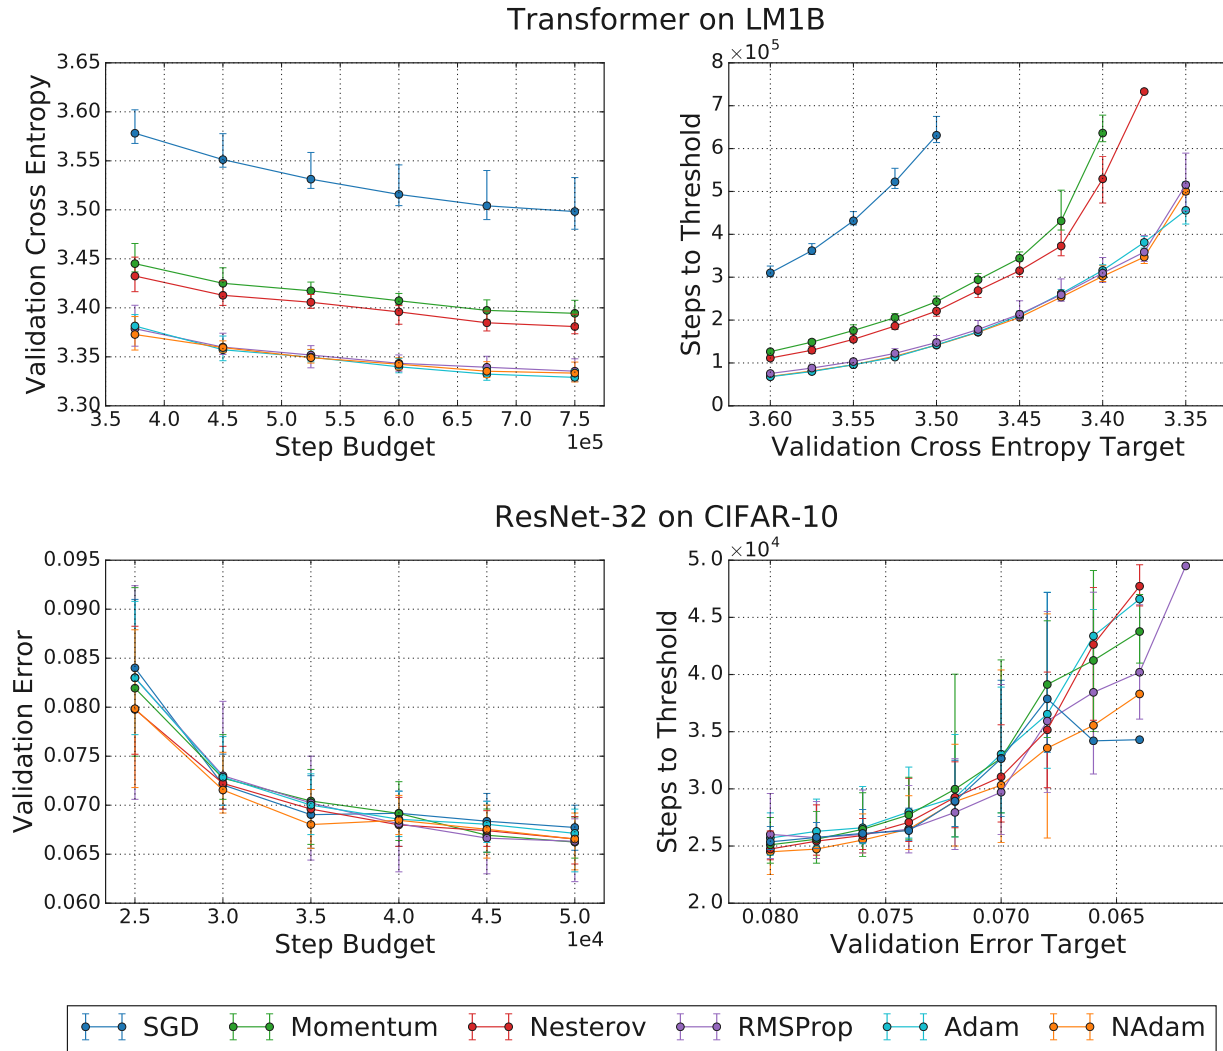 Transformer on LM1B
Validation Cross Entropy
3.65
3.60
3.55
3.50
3.45
3.40
3.35
3.30
3.5 4.0 4.5 5.0 5.5 6.0 6.5 7.0 7.5
1e5
Step Budget
×10⁵
Steps to Threshold
8
7
6
5
4
3
2
1
0
3.60 3.55 3.50 3.45 3.40 3.35
Validation Cross Entropy Target
ResNet-32 on CIFAR-10
Validation Error
0.095
0.090
0.085
0.080
0.075
0.070
0.065
0.060
2.5 3.0 3.5 4.0 4.5 5.0
1e4
Step Budget
×10⁴
Steps to Threshold
5.0
4.5
4.0
3.5
3.0
2.5
2.0
0.080 0.075 0.070 0.065
Validation Error Target
SGD Momentum Nesterov RMSProp Adam NAdam